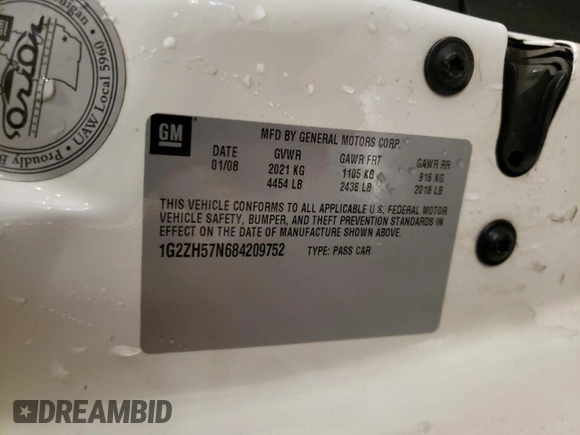 Michigan
Orion
Proudly B
UAW Local 5960
GM
MFD BY GENERAL MOTORS CORP.
DATE GVWR GAWR FRT GAWR RR
01/08 2021 KG 1105 KG 916 KG
4454 LB 2436 LB 2018 LB
THIS VEHICLE CONFORMS TO ALL APPLICABLE U.S. FEDERAL MOTOR
VEHICLE SAFETY, BUMPER, AND THEFT PREVENTION STANDARDS IN
EFFECT ON THE DATE OF MANUFACTURE SHOWN ABOVE.
1G2ZH57N684209752 TYPE: PASS CAR
DREAMBID